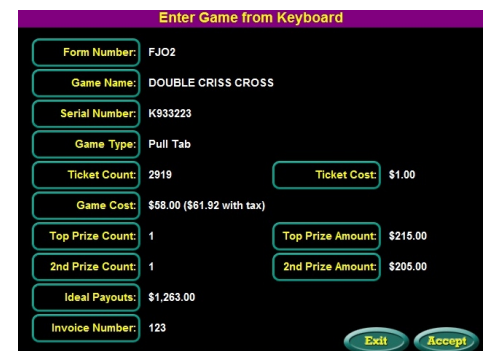 Enter Game from Keyboard
Form Number: FJO2
Game Name: DOUBLE CRISS CROSS
Serial Number: K933223
Game Type: Pull Tab
Ticket Count: 2919 Ticket Cost: $1.00
Game Cost: $58.00 ($61.92 with tax)
Top Prize Count: 1 Top Prize Amount: $215.00
2nd Prize Count: 1 2nd Prize Amount: $205.00
Ideal Payouts: $1,263.00
Invoice Number: 123
Exit Accept